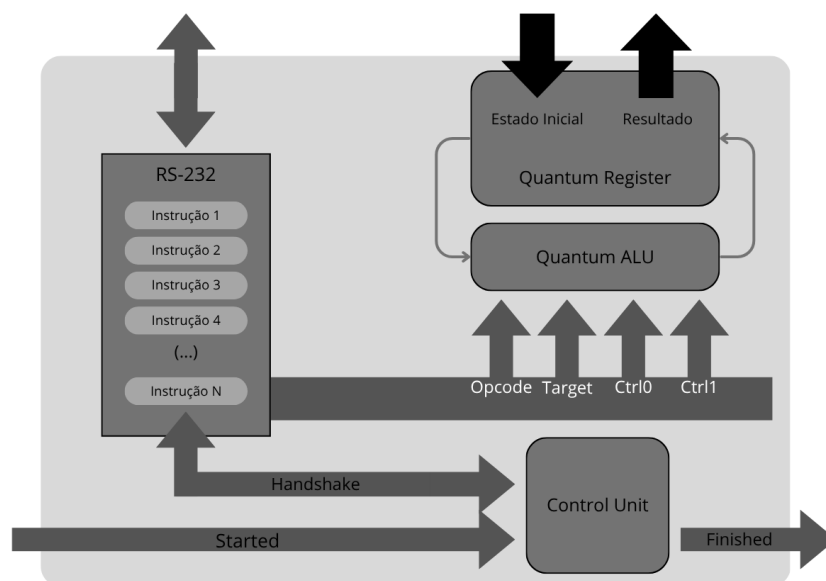 Estado Inicial
Resultado
Quantum Register
Quantum ALU
RS-232
Instrução 1
Instrução 2
Instrução 3
Instrução 4
(...)
Instrução N
Opcode
Target
Ctrl0
Ctrl1
Handshake
Control Unit
Started
Finished